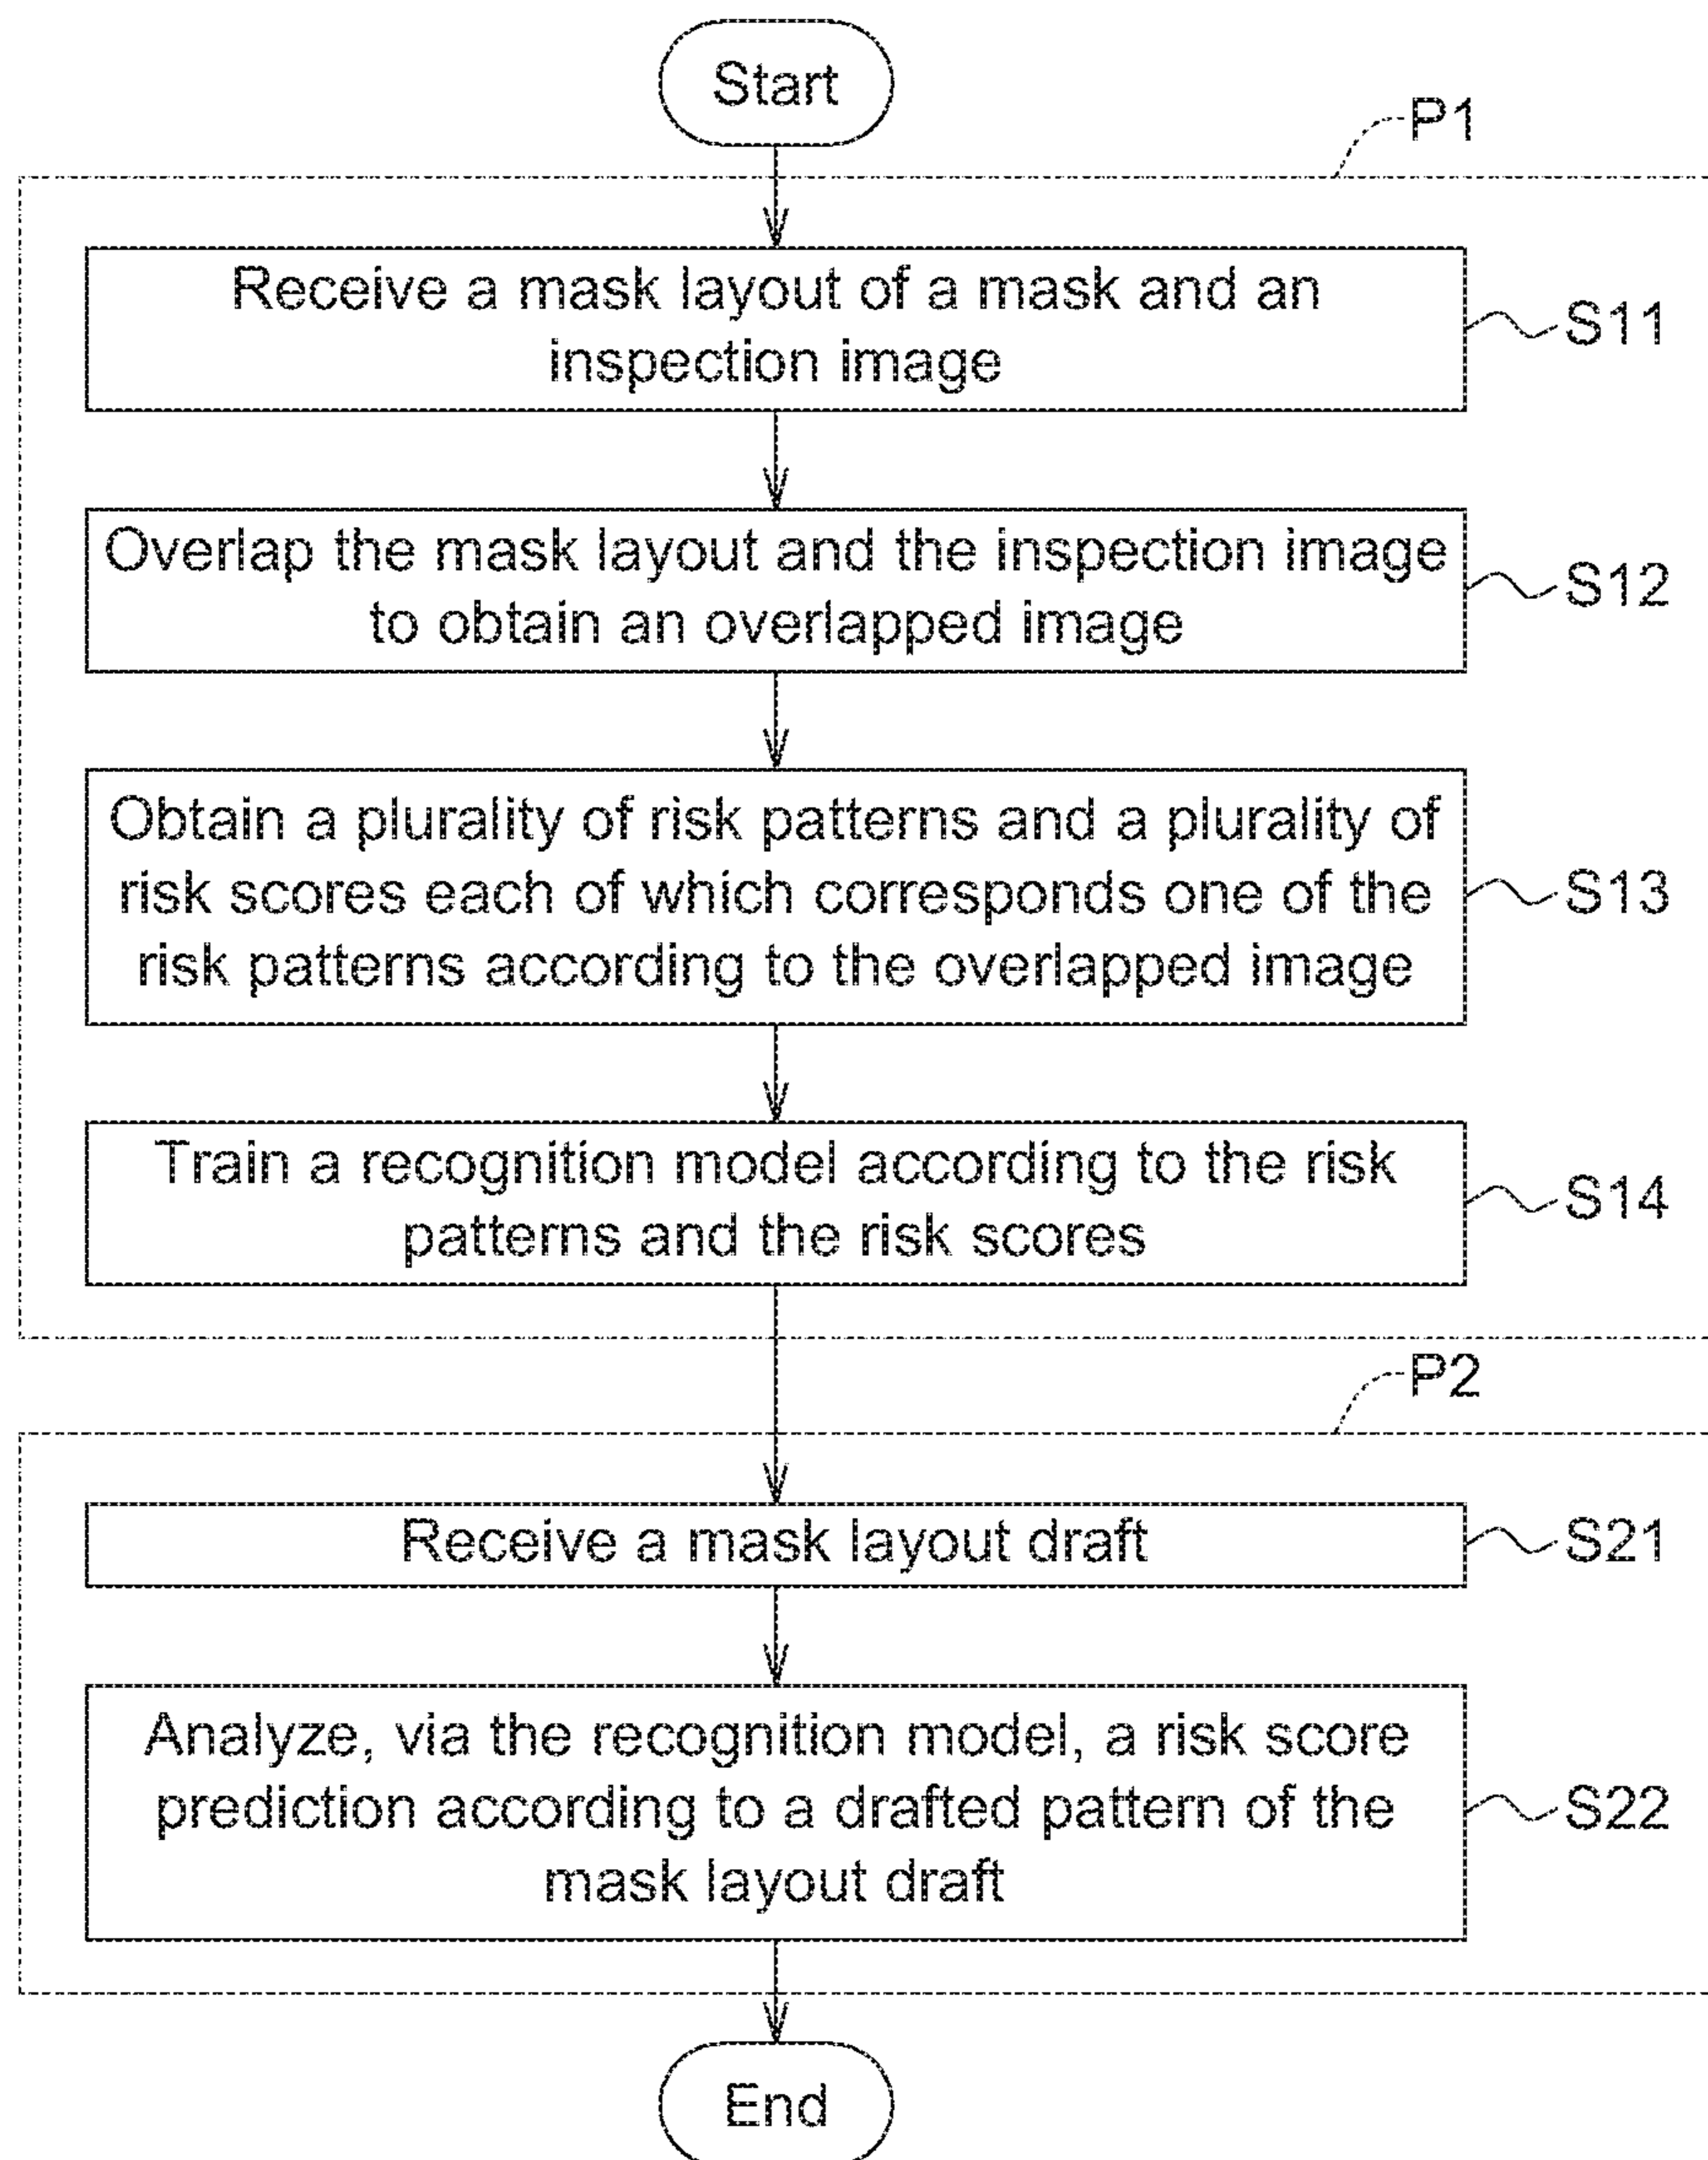 Start
P1
Receive a mask layout of a mask and an
inspection image
S11
Overlap the mask layout and the inspection image
to obtain an overlapped image
S12
Obtain a plurality of risk patterns and a plurality of
risk scores each of which corresponds one of the
risk patterns according to the overlapped image
S13
Train a recognition model according to the risk
patterns and the risk scores
S14
P2
Receive a mask layout draft
S21
Analyze, via the recognition model, a risk score
prediction according to a drafted pattern of the
mask layout draft
S22
End